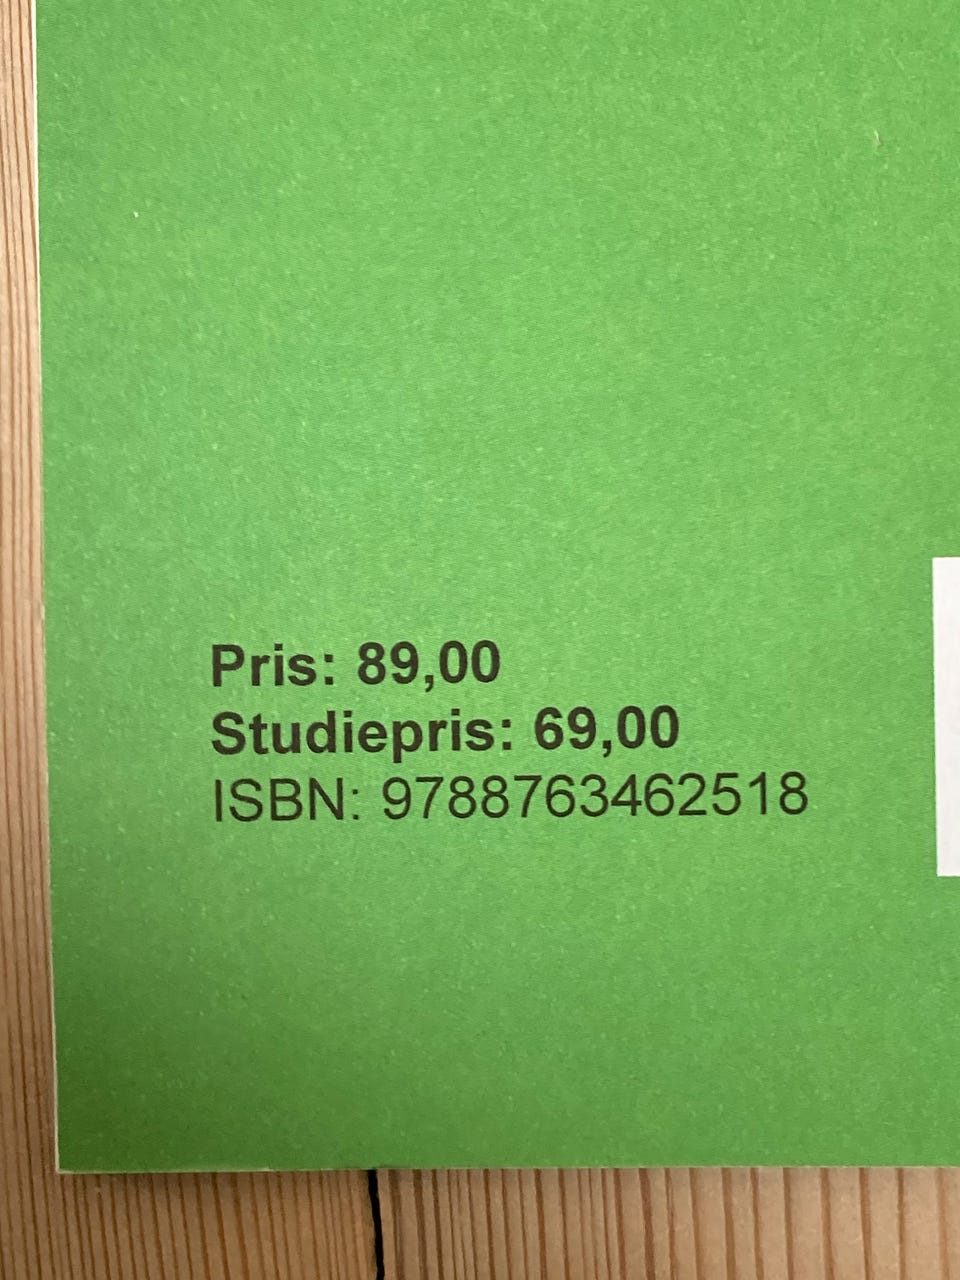 Pris: 89,00
Studiepris: 69,00
ISBN: 9788763462518